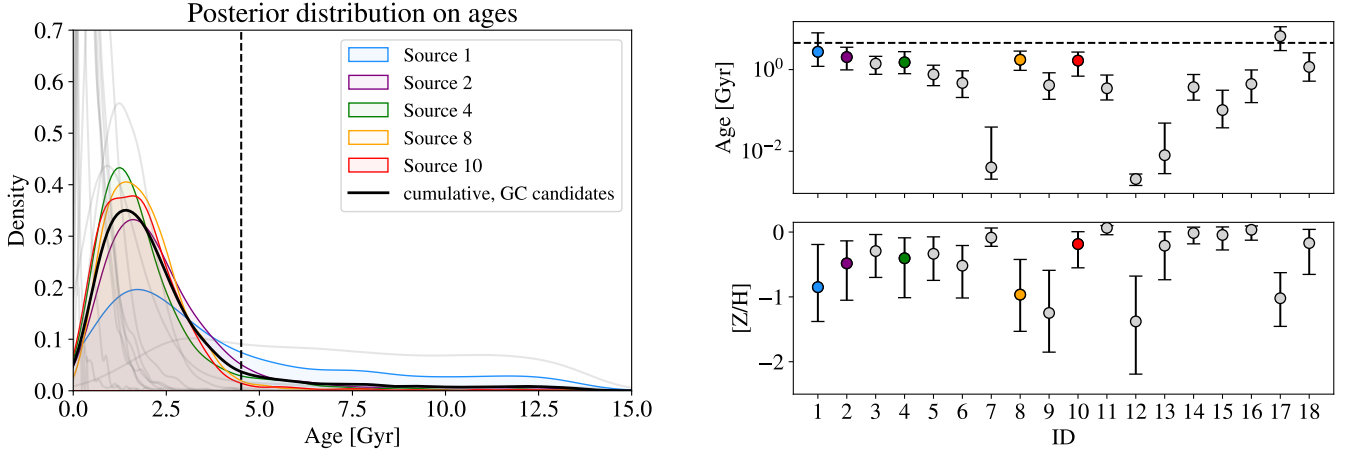 Posterior distribution on ages
0.7
0.6
0.5
0.4
0.3
0.2
0.1
0.0
Density
Source 1
Source 2
Source 4
Source 8
Source 10
cumulative, GC candidates
0.0 2.5 5.0 7.5 10.0 12.5 15.0
Age [Gyr]
Age [Gyr]
10⁰
10⁻²
[Z/H]
0
−1
−2
1 2 3 4 5 6 7 8 9 10 11 12 13 14 15 16 17 18
ID